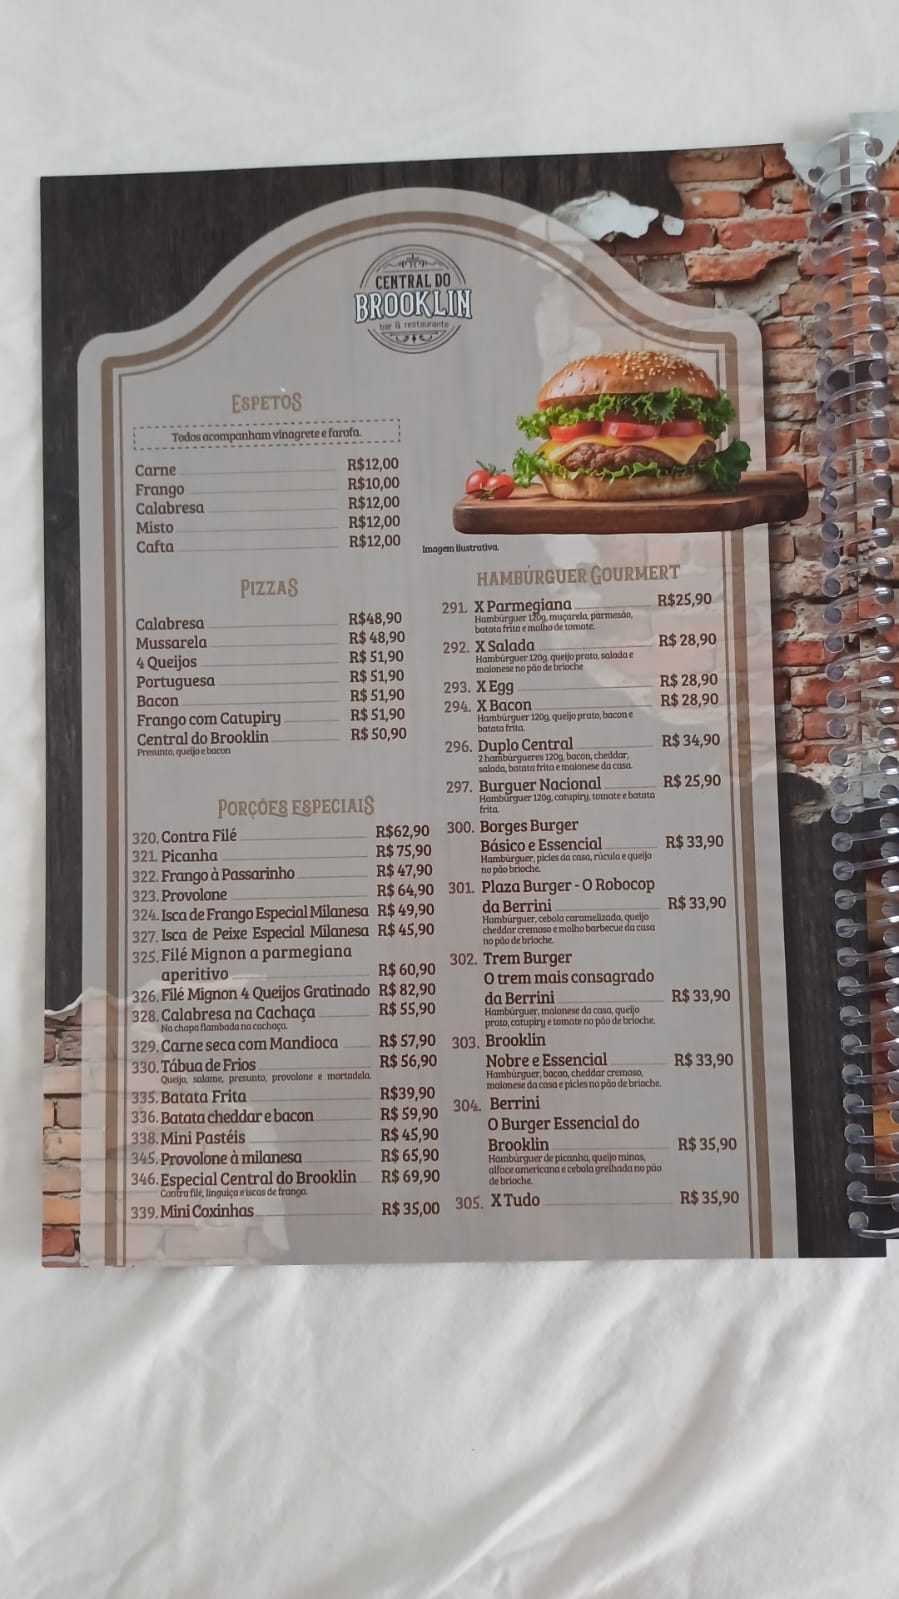 CENTRAL DO
BROOKLIN
bar & restaurante
ESPETOS
Todos acompanham vinagrete e farofa.
Carne R$12,00
Frango R$10,00
Calabresa R$12,00
Misto R$12,00
Cafta R$12,00
Imagem ilustrativa.
PIZZAS
Calabresa R$48,90
Mussarela R$ 48,90
4 Queijos R$ 51,90
Portuguesa R$ 51,90
Bacon R$ 51,90
Frango com Catupiry R$ 51,90
Central do Brooklin R$ 50,90
Presunto, queijo e bacon
PORÇÕES ESPECIAIS
320. Contra Filé R$62,90
321. Picanha R$ 75,90
322. Frango à Passarinho R$ 47,90
323. Provolone R$ 64,90
324. Isca de Frango Especial Milanesa R$ 49,90
327. Isca de Peixe Especial Milanesa R$ 45,90
325. Filé Mignon a parmegiana
aperitivo R$ 60,90
326. Filé Mignon 4 Queijos Gratinado R$ 82,90
328. Calabresa na Cachaça R$ 55,90
Na chapa flambada na cachaça.
329. Carne seca com Mandioca R$ 57,90
330. Tábua de Frios R$ 56,90
Queijo, salame, presunto, provolone e mortadela.
335. Batata Frita R$39,90
336. Batata cheddar e bacon R$ 59,90
338. Mini Pastéis R$ 45,90
345. Provolone à milanesa R$ 65,90
346. Especial Central do Brooklin R$ 69,90
Contra filé, linguiça e iscas de frango.
339. Mini Coxinhas R$ 35,00
HAMBÚRGUER GOURMERT
291. X Parmegiana R$25,90
Hambúrguer 120g, muçarela, parmesão,
batata frita e molho de tomate.
292. X Salada R$ 28,90
Hambúrguer 120g, queijo prato, salada e
maionese no pão de brioche
293. X Egg R$ 28,90
294. X Bacon R$ 28,90
Hambúrguer 120g, queijo prato, bacon e
batata frita.
296. Duplo Central R$ 34,90
2 hambúrgueres 120g, bacon, cheddar,
salada, batata frita e maionese da casa.
297. Burguer Nacional R$ 25,90
Hambúrguer 120g, catupiry, tomate e batata
frita.
300. Borges Burger
Básico e Essencial R$ 33,90
Hambúrguer, picles da casa, rúcula e queijo
no pão brioche.
301. Plaza Burger - O Robocop
da Berrini R$ 33,90
Hambúrguer, cebola caramelizada, queijo
cheddar cremoso e molho barbecue da casa
no pão de brioche.
302. Trem Burger
O trem mais consagrado
da Berrini R$ 33,90
Hambúrguer, maionese da casa, queijo
prato, catupiry e tomate no pão de brioche.
303. Brooklin
Nobre e Essencial R$ 33,90
Hambúrguer, bacon, cheddar cremoso,
maionese da casa e picles no pão de brioche.
304. Berrini
O Burger Essencial do
Brooklin R$ 35,90
Hambúrguer de picanha, queijo minas,
alface americana e cebola grelhada no pão
de brioche.
305. X Tudo R$ 35,90